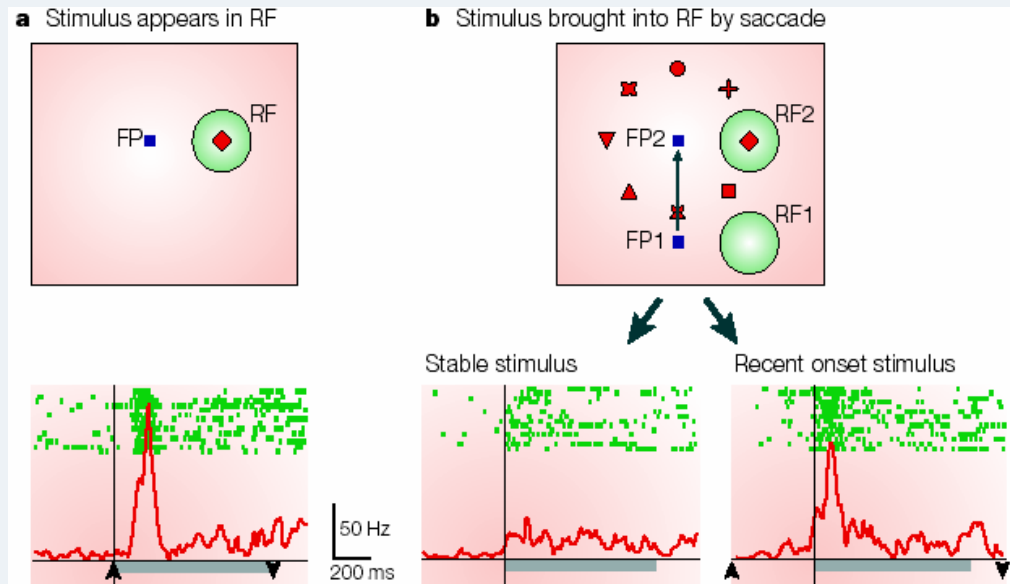 a Stimulus appears in RF
FP
RF
b Stimulus brought into RF by saccade
FP2
RF2
RF1
FP1
Stable stimulus
Recent onset stimulus
50 Hz
200 ms